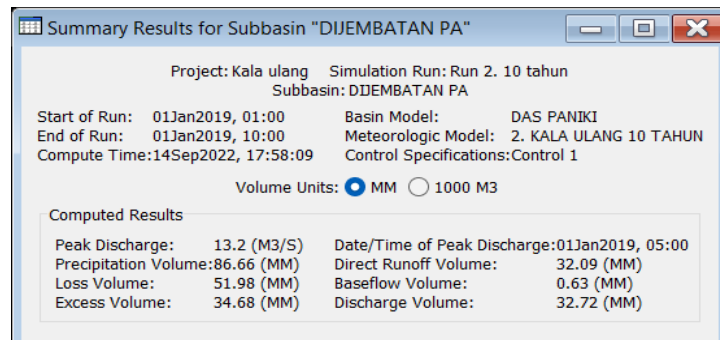 Summary Results for Subbasin "DIJEMBATAN PA"
Project: Kala ulang Simulation Run: Run 2. 10 tahun
Subbasin: DIJEMBATAN PA
Start of Run: 01Jan2019, 01:00 Basin Model: DAS PANIKI
End of Run: 01Jan2019, 10:00 Meteorologic Model: 2. KALA ULANG 10 TAHUN
Compute Time:14Sep2022, 17:58:09 Control Specifications:Control 1
Volume Units: MM 1000 M3
Computed Results
Peak Discharge: 13.2 (M3/S) Date/Time of Peak Discharge:01Jan2019, 05:00
Precipitation Volume:86.66 (MM) Direct Runoff Volume: 32.09 (MM)
Loss Volume: 51.98 (MM) Baseflow Volume: 0.63 (MM)
Excess Volume: 34.68 (MM) Discharge Volume: 32.72 (MM)